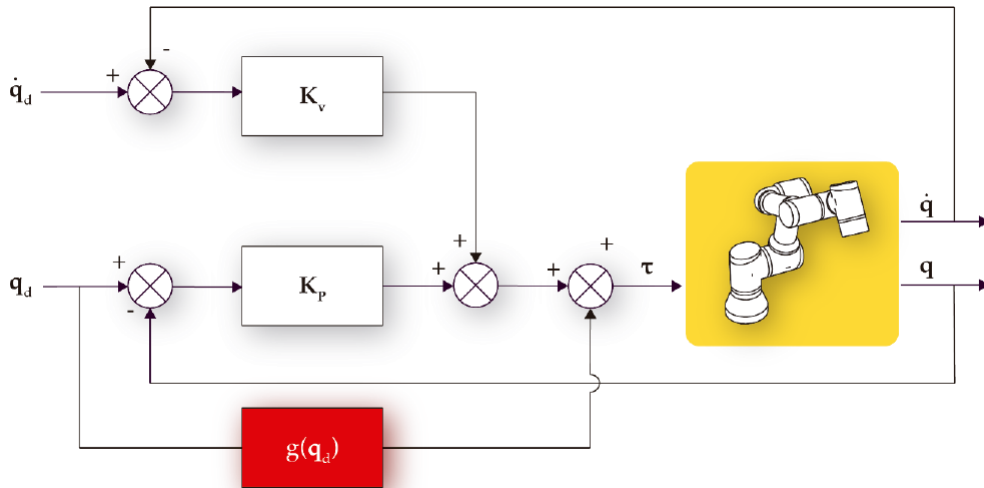 -
q̇d
+
Kv
q̇
+
+
τ
qd
+
Kp
+
+
q
-
g(qd)